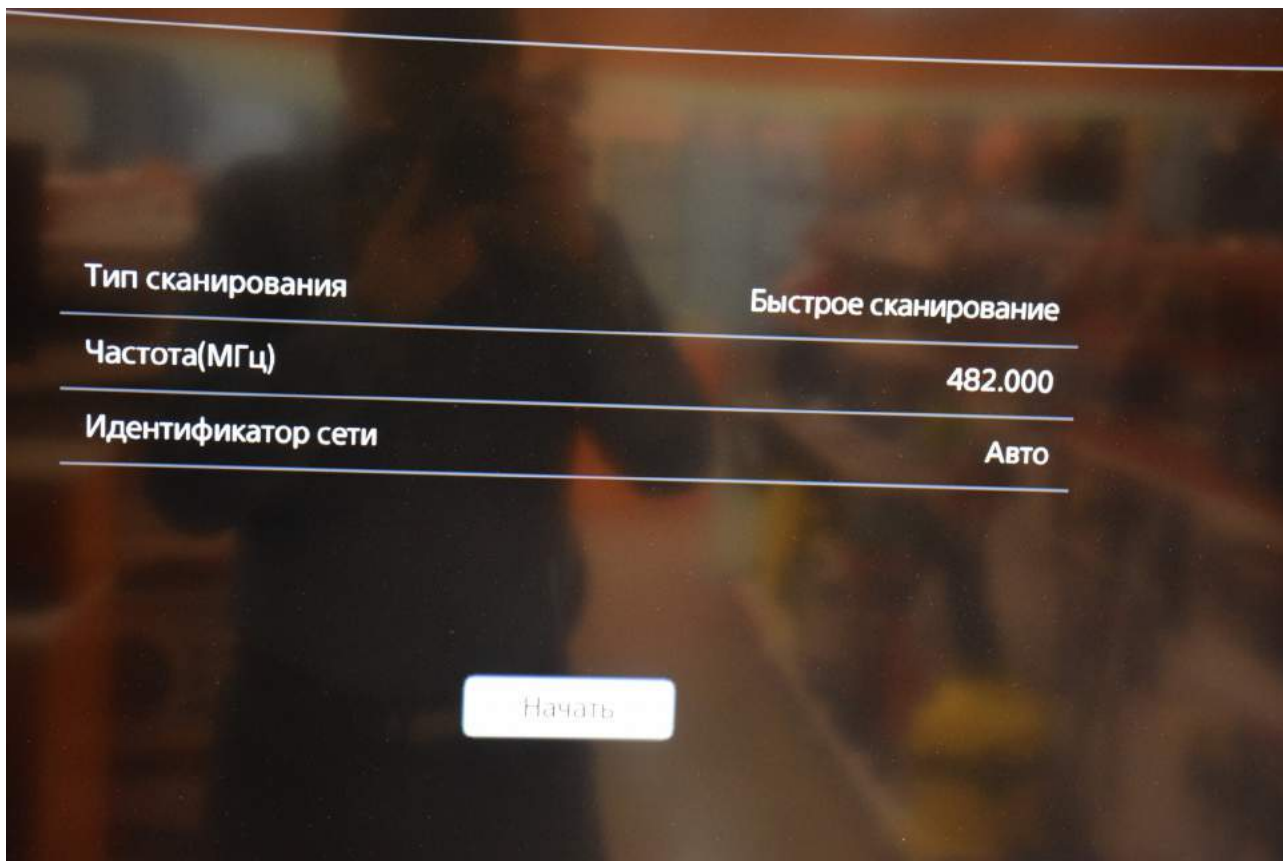 Тип сканирования
Быстрое сканирование
Частота(МГц)
482.000
Идентификатор сети
Авто
Начать